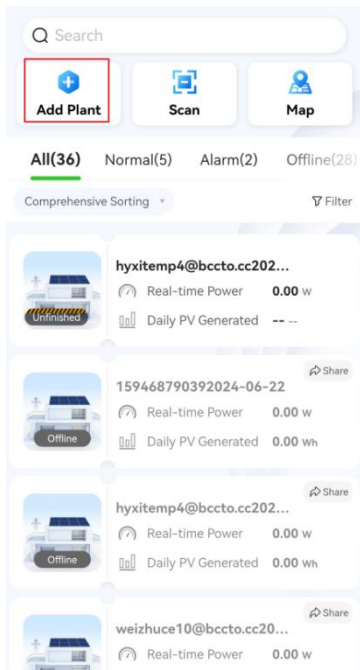 Search
Add Plant Scan Map
All(36) Normal(5) Alarm(2) Offline(28)
Comprehensive Sorting Filter
hyxitemp4@bccto.cc202...
Real-time Power 0.00 W
Unfinished
Daily PV Generated -- --
Share
159468790392024-06-22
Real-time Power 0.00 W
Offline
Daily PV Generated 0.00 Wh
Share
hyxitemp4@bccto.cc202...
Real-time Power 0.00 W
Offline
Daily PV Generated 0.00 Wh
Share
weizhuce10@bccto.cc20...
Real-time Power 0.00 W